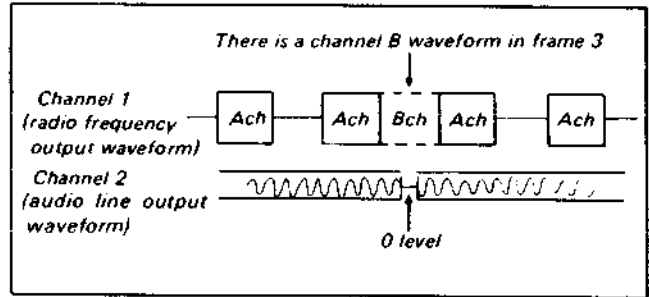 There is a channel B waveform in frame 3
Channel 1
(radio frequency
output waveform)
Ach
Ach
Bch
Ach
Ach
Channel 2
(audio line output
waveform)
0 level